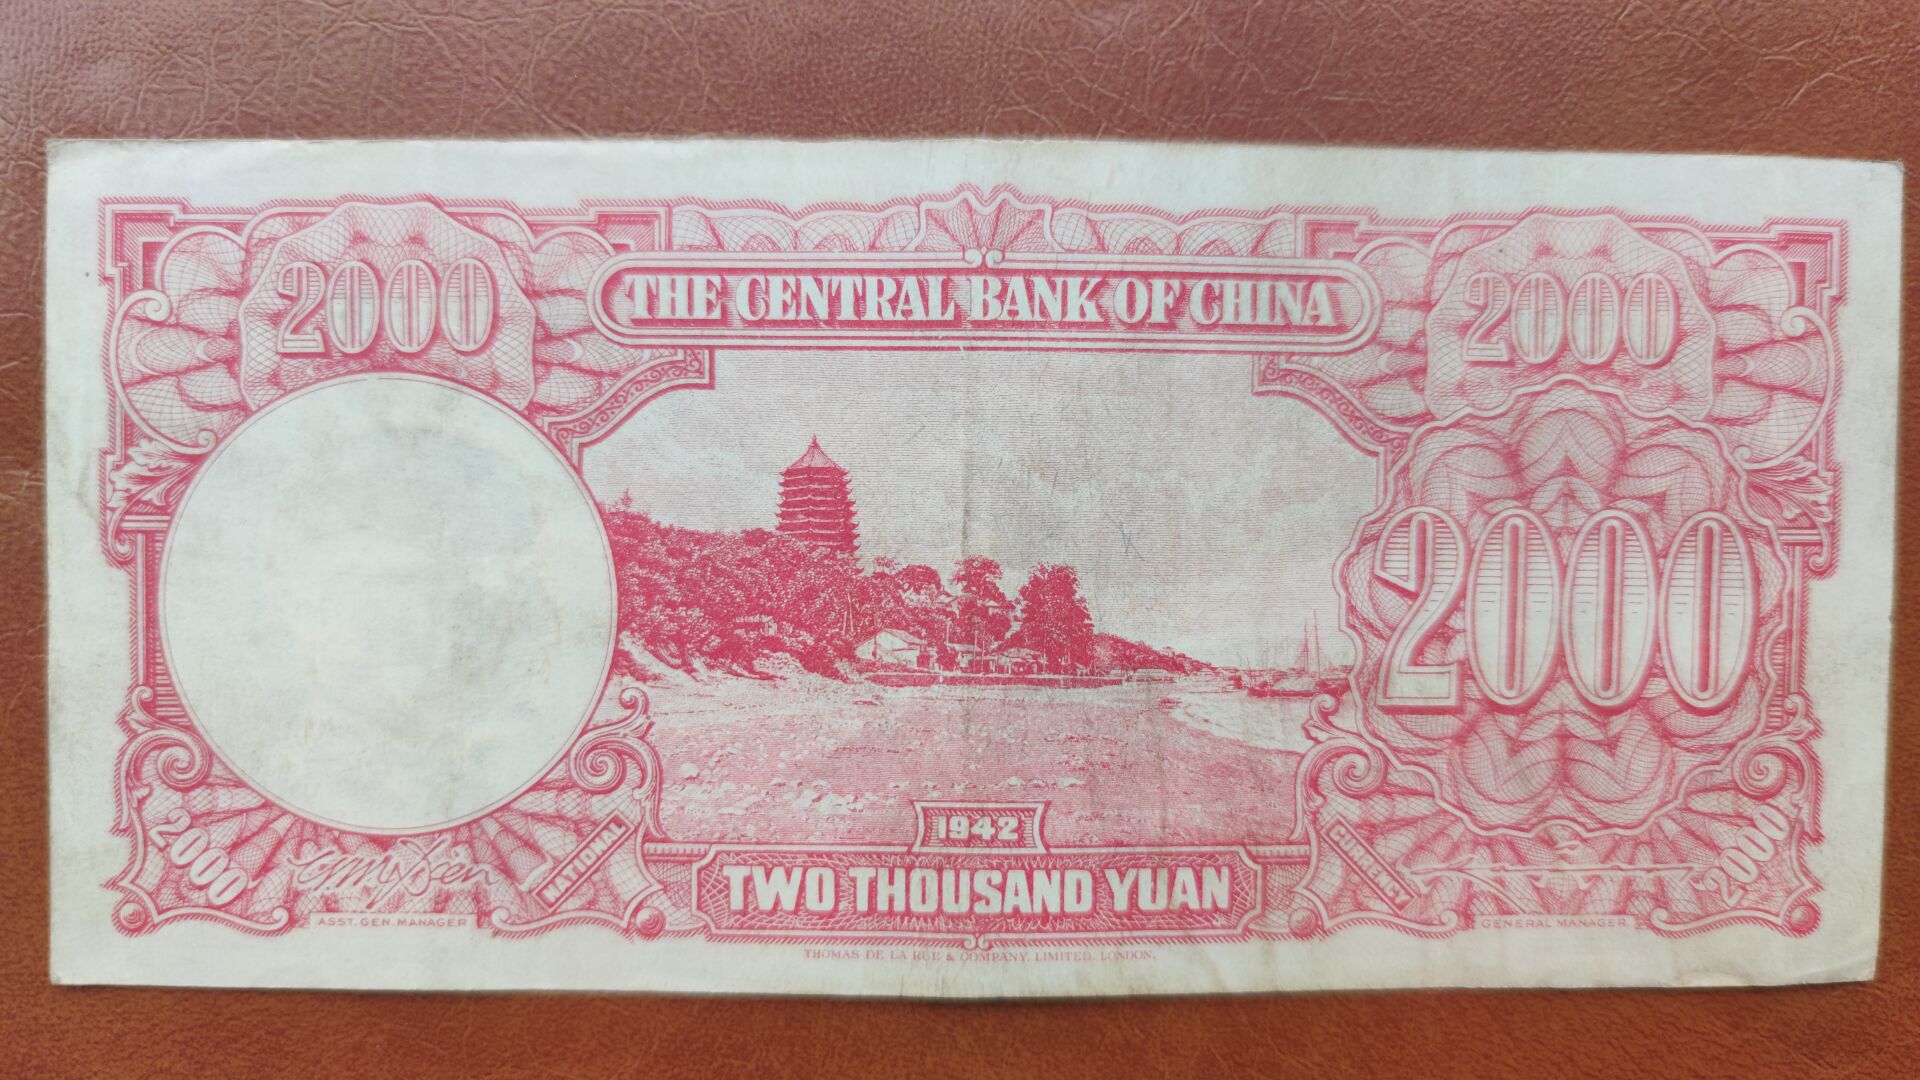 2000
2000
THE CENTRAL BANK OF CHINA
2000
1942
TWO THOUSAND YUAN
2000
NATIONAL
CURRENCY
2000
ASST. GEN. MANAGER
GENERAL MANAGER
THOMAS DE LA RUE & COMPANY, LIMITED, LONDON.